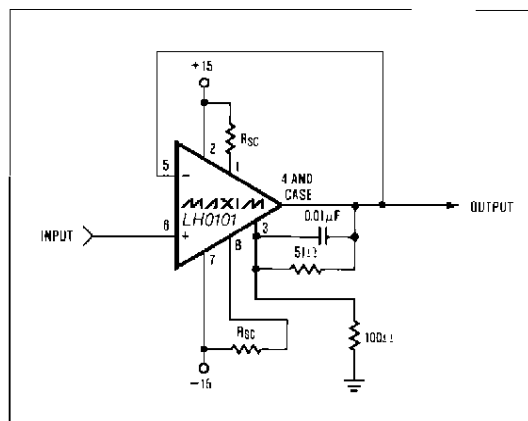 +15
2
RSC
1
5
−
4 AND
CASE
MAXIM
LH0101
OUTPUT
0.01μF
INPUT
6
+
8
3
51Ω
7
RSC
100Ω
−15